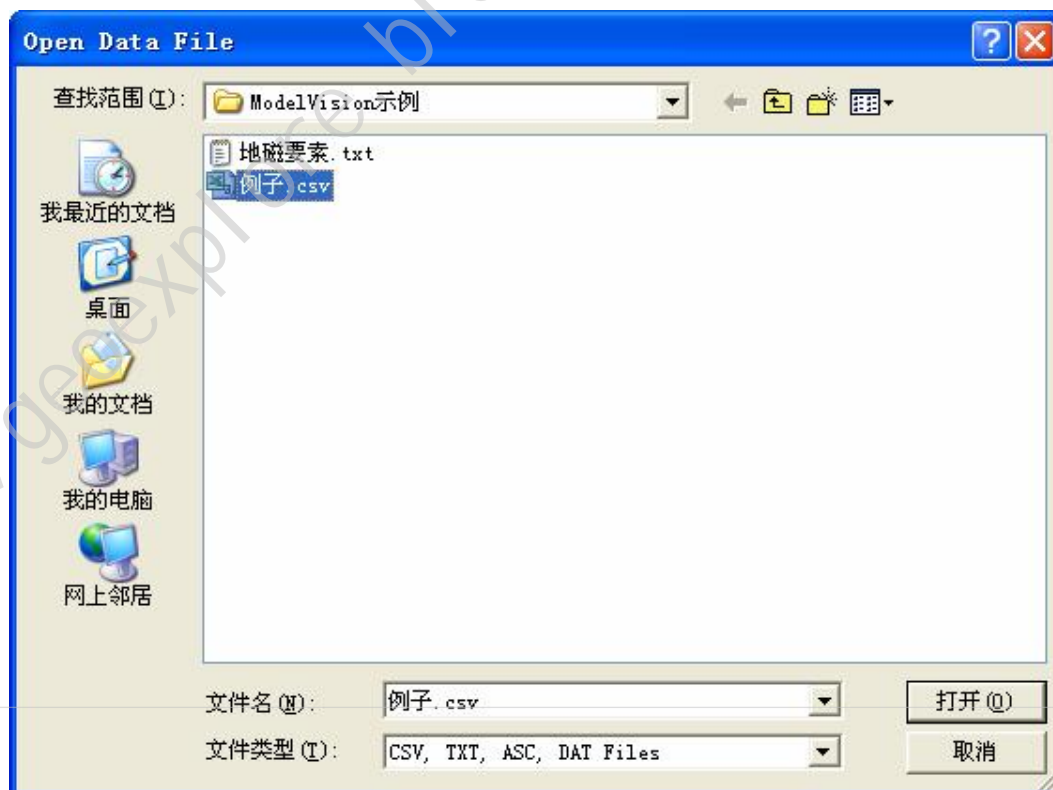 Open Data File
查找范围(I):
ModelVision示例
地磁要素.txt
例子.csv
我最近的文档
桌面
我的文档
我的电脑
网上邻居
文件名(N):
例子.csv
打开(O)
文件类型(T):
CSV, TXT, ASC, DAT Files
取消
geoexplore